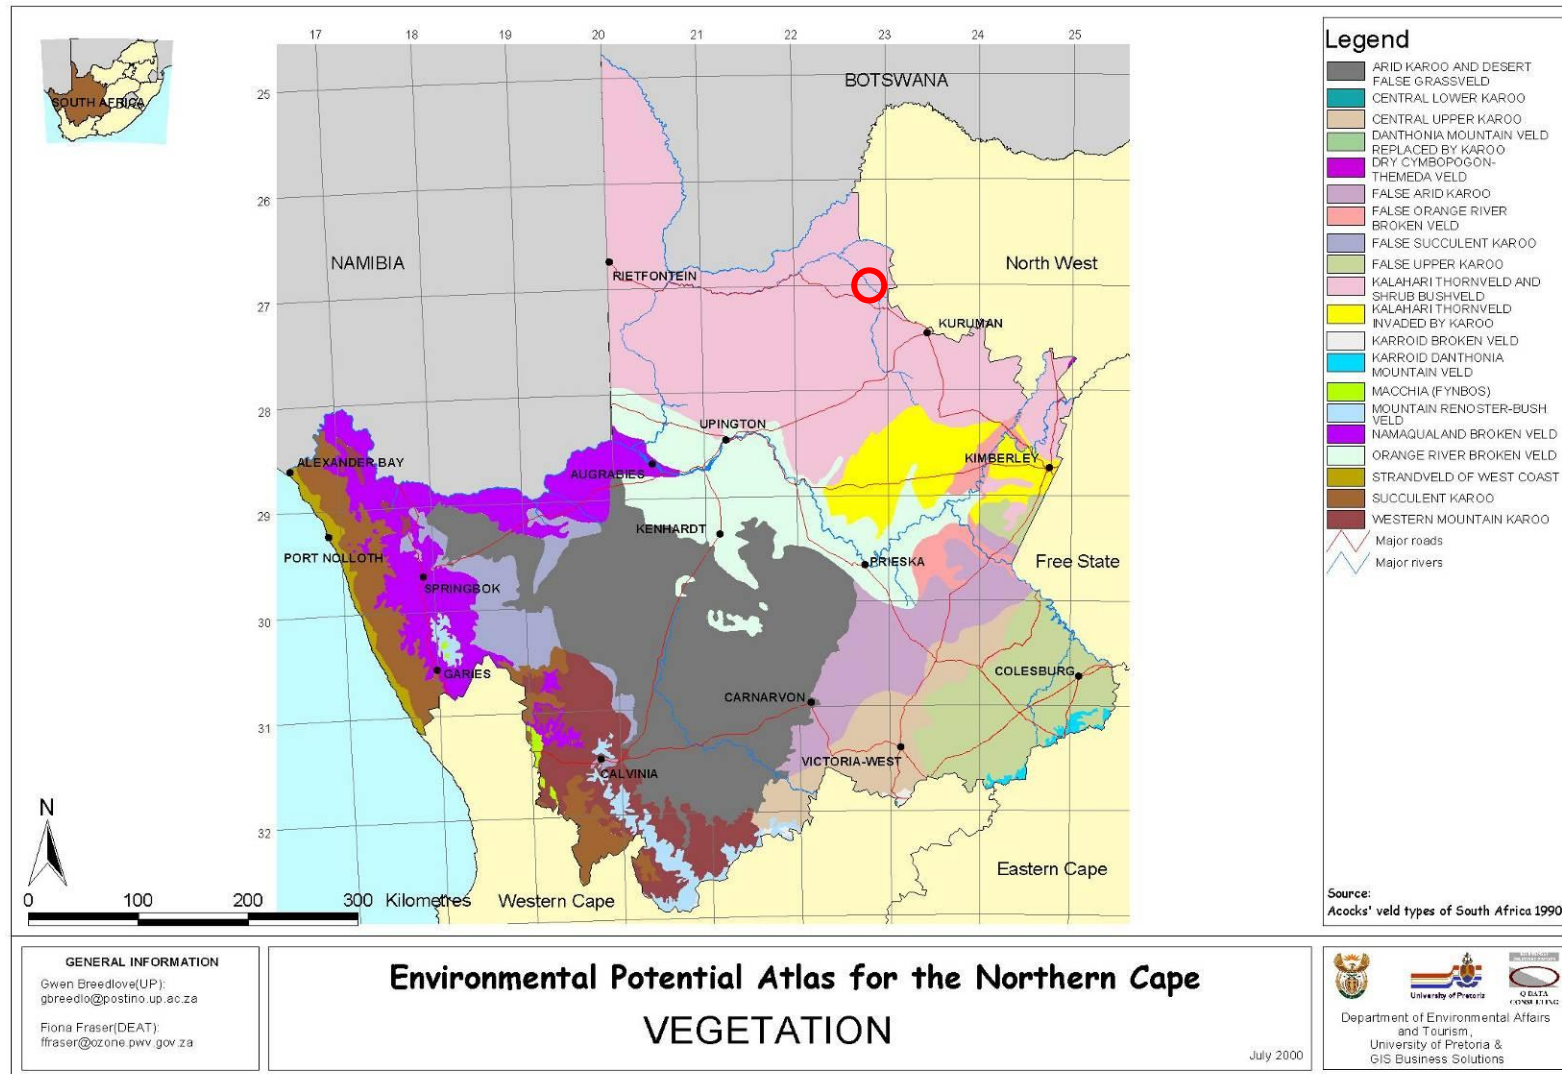 17 18 19 20 21 22 23 24 25
25
26
27
28
29
30
31
32
SOUTH AFRICA
BOTSWANA
NAMIBIA
North West
RIETFONTEIN
KURUMAN
UPINGTON
ALEXANDER BAY
AUGRABIES
KIMBERLEY
KENHARDT
PORT NOLLOTH
PRIESKA
Free State
SPRINGBOK
GARIES
COLESBURG
CARNARVON
VICTORIA-WEST
CALVINIA
Eastern Cape
Western Cape
N
0 100 200 300 Kilometres
Legend
ARID KAROO AND DESERT
FALSE GRASSVELD
CENTRAL LOWER KAROO
CENTRAL UPPER KAROO
DANTHONIA MOUNTAIN VELD
REPLACED BY KAROO
DRY CYMBOPOGON-
THEMEDA VELD
FALSE ARID KAROO
FALSE ORANGE RIVER
BROKEN VELD
FALSE SUCCULENT KAROO
FALSE UPPER KAROO
KALAHARI THORNVELD AND
SHRUB BUSHVELD
KALAHARI THORNVELD
INVADED BY KAROO
KARROID BROKEN VELD
KARROID DANTHONIA
MOUNTAIN VELD
MACCHIA (FYNBOS)
MOUNTAIN RENOSTER-BUSH
VELD
NAMAQUALAND BROKEN VELD
ORANGE RIVER BROKEN VELD
STRANDVELD OF WEST COAST
SUCCULENT KAROO
WESTERN MOUNTAIN KAROO
Major roads
Major rivers
Source:
Acocks' veld types of South Africa 1990
GENERAL INFORMATION
Gwen Breedlove(UP):
gbreedlo@postino.up.ac.za
Fiona Fraser(DEAT):
ffraser@ozone.pwv.gov.za
Environmental Potential Atlas for the Northern Cape
VEGETATION
July 2000
University of Pretoria
Q DATA
CONSULTING
Department of Environmental Affairs
and Tourism,
University of Pretoria &
GIS Business Solutions